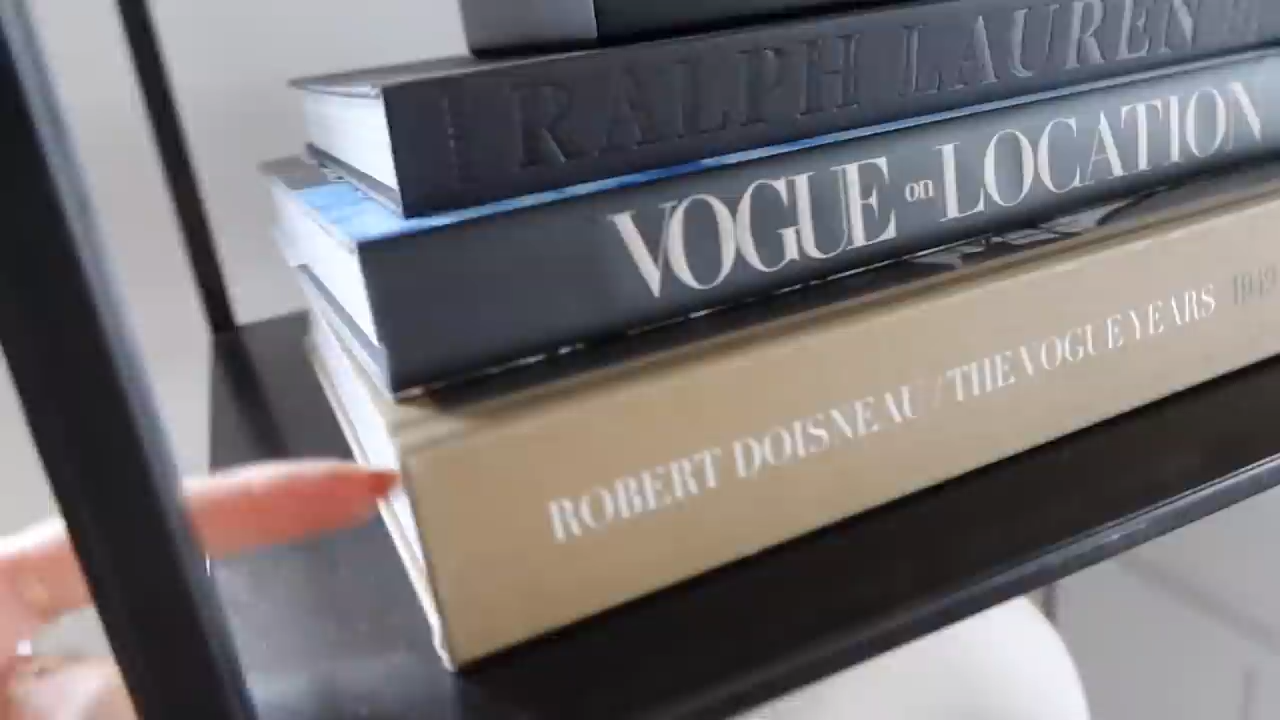 RALPH LAUREN
VOGUE on LOCATION
ROBERT DOISNEAU / THE VOGUE YEARS